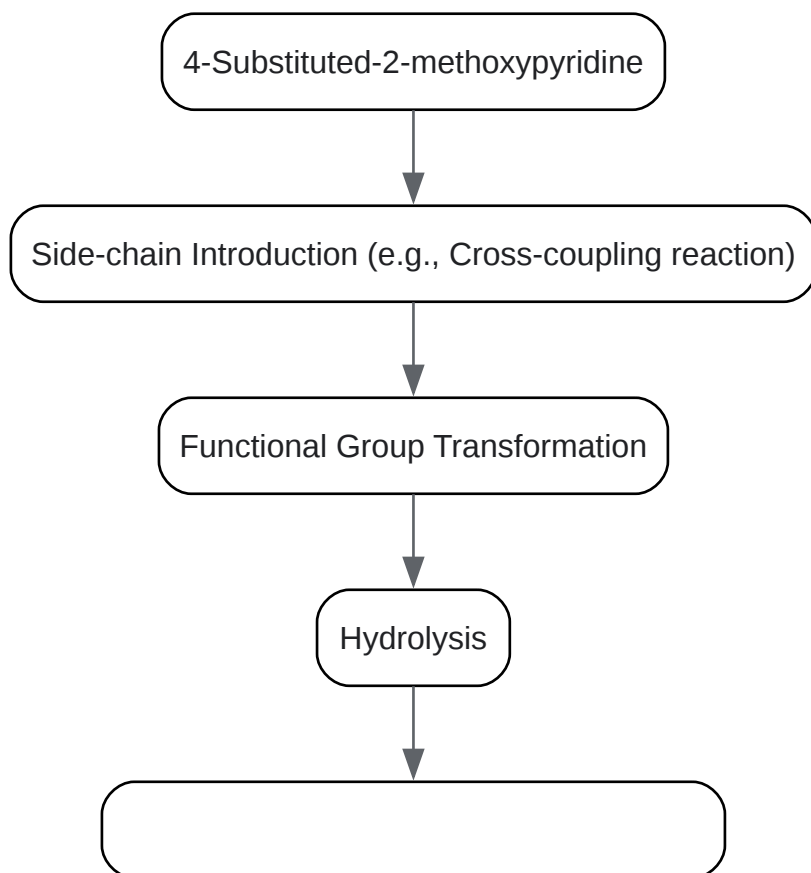 4-Substituted-2-methoxypyridine
Side-chain Introduction (e.g., Cross-coupling reaction)
Functional Group Transformation
Hydrolysis